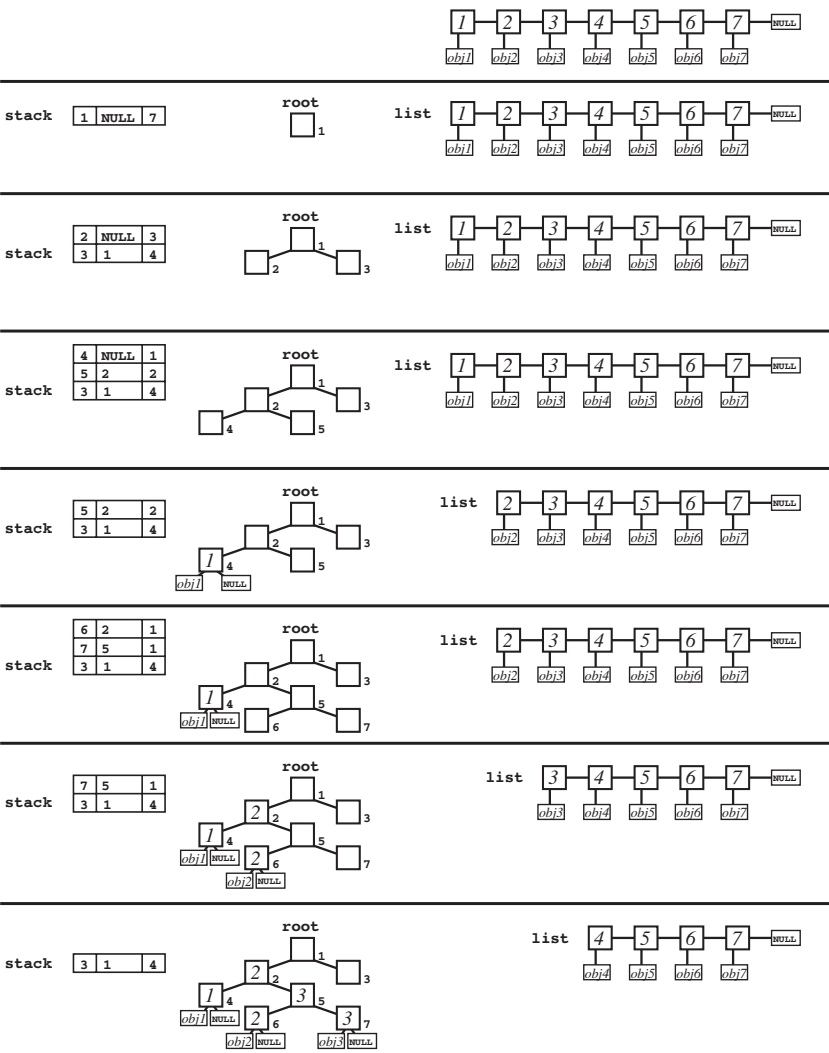 1 2 3 4 5 6 7 NULL
obj1 obj2 obj3 obj4 obj5 obj6 obj7
root
stack 1 NULL 7 1 list 1 2 3 4 5 6 7 NULL
obj1 obj2 obj3 obj4 obj5 obj6 obj7
root
list 1 2 3 4 5 6 7 NULL
2 NULL 3 1
stack 3 1 4 2 3
obj1 obj2 obj3 obj4 obj5 obj6 obj7
4 NULL 1 root list 1 2 3 4 5 6 7 NULL
5 2 2 1
stack 3 1 4 2 3
obj1 obj2 obj3 obj4 obj5 obj6 obj7
4 5
root list 2 3 4 5 6 7 NULL
5 2 2 1
stack 3 1 4 2 3
obj2 obj3 obj4 obj5 obj6 obj7
1 4 5
obj1 NULL
6 2 1 root list 2 3 4 5 6 7 NULL
7 5 1 1
stack 3 1 4 2 3
obj2 obj3 obj4 obj5 obj6 obj7
1 4 5
obj1 NULL 6 7
root list 3 4 5 6 7 NULL
7 5 1 1
stack 3 1 4 2 2 3
obj3 obj4 obj5 obj6 obj7
1 4 5
obj1 NULL 2 6 7
obj2 NULL
root list 4 5 6 7 NULL
1
stack 3 1 4 2 2 3
obj4 obj5 obj6 obj7
1 4 3 5
obj1 NULL 2 6 3 7
obj2 NULL obj3 NULL